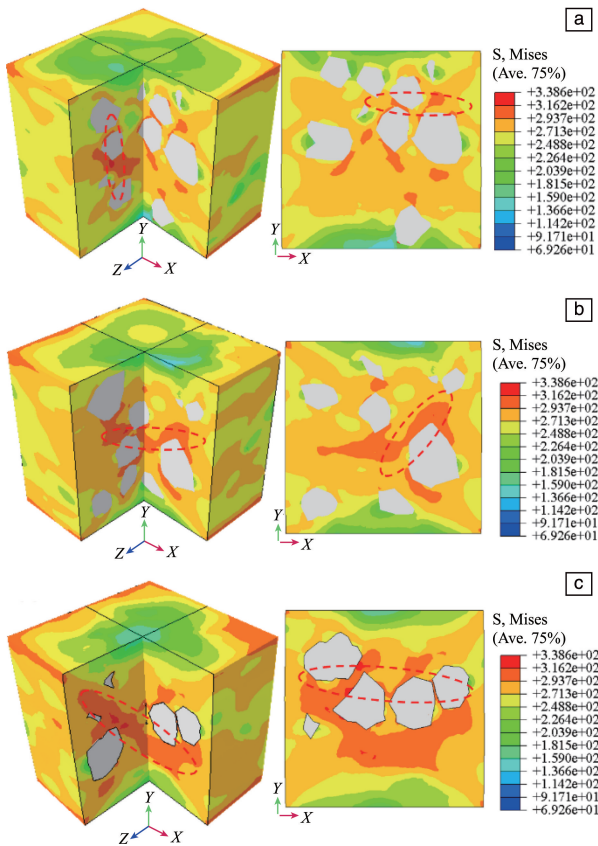 a
S, Mises
(Ave. 75%)
+3.386e+02
+3.162e+02
+2.937e+02
+2.713e+02
+2.488e+02
+2.264e+02
+2.039e+02
+1.815e+02
+1.590e+02
+1.366e+02
+1.142e+02
+9.171e+01
+6.926e+01
Y
Z
X
Y
X
b
S, Mises
(Ave. 75%)
+3.386e+02
+3.162e+02
+2.937e+02
+2.713e+02
+2.488e+02
+2.264e+02
+2.039e+02
+1.815e+02
+1.590e+02
+1.366e+02
+1.142e+02
+9.171e+01
+6.926e+01
Y
Z
X
Y
X
c
S, Mises
(Ave. 75%)
+3.386e+02
+3.162e+02
+2.937e+02
+2.713e+02
+2.488e+02
+2.264e+02
+2.039e+02
+1.815e+02
+1.590e+02
+1.366e+02
+1.142e+02
+9.171e+01
+6.926e+01
Y
Z
X
Y
X